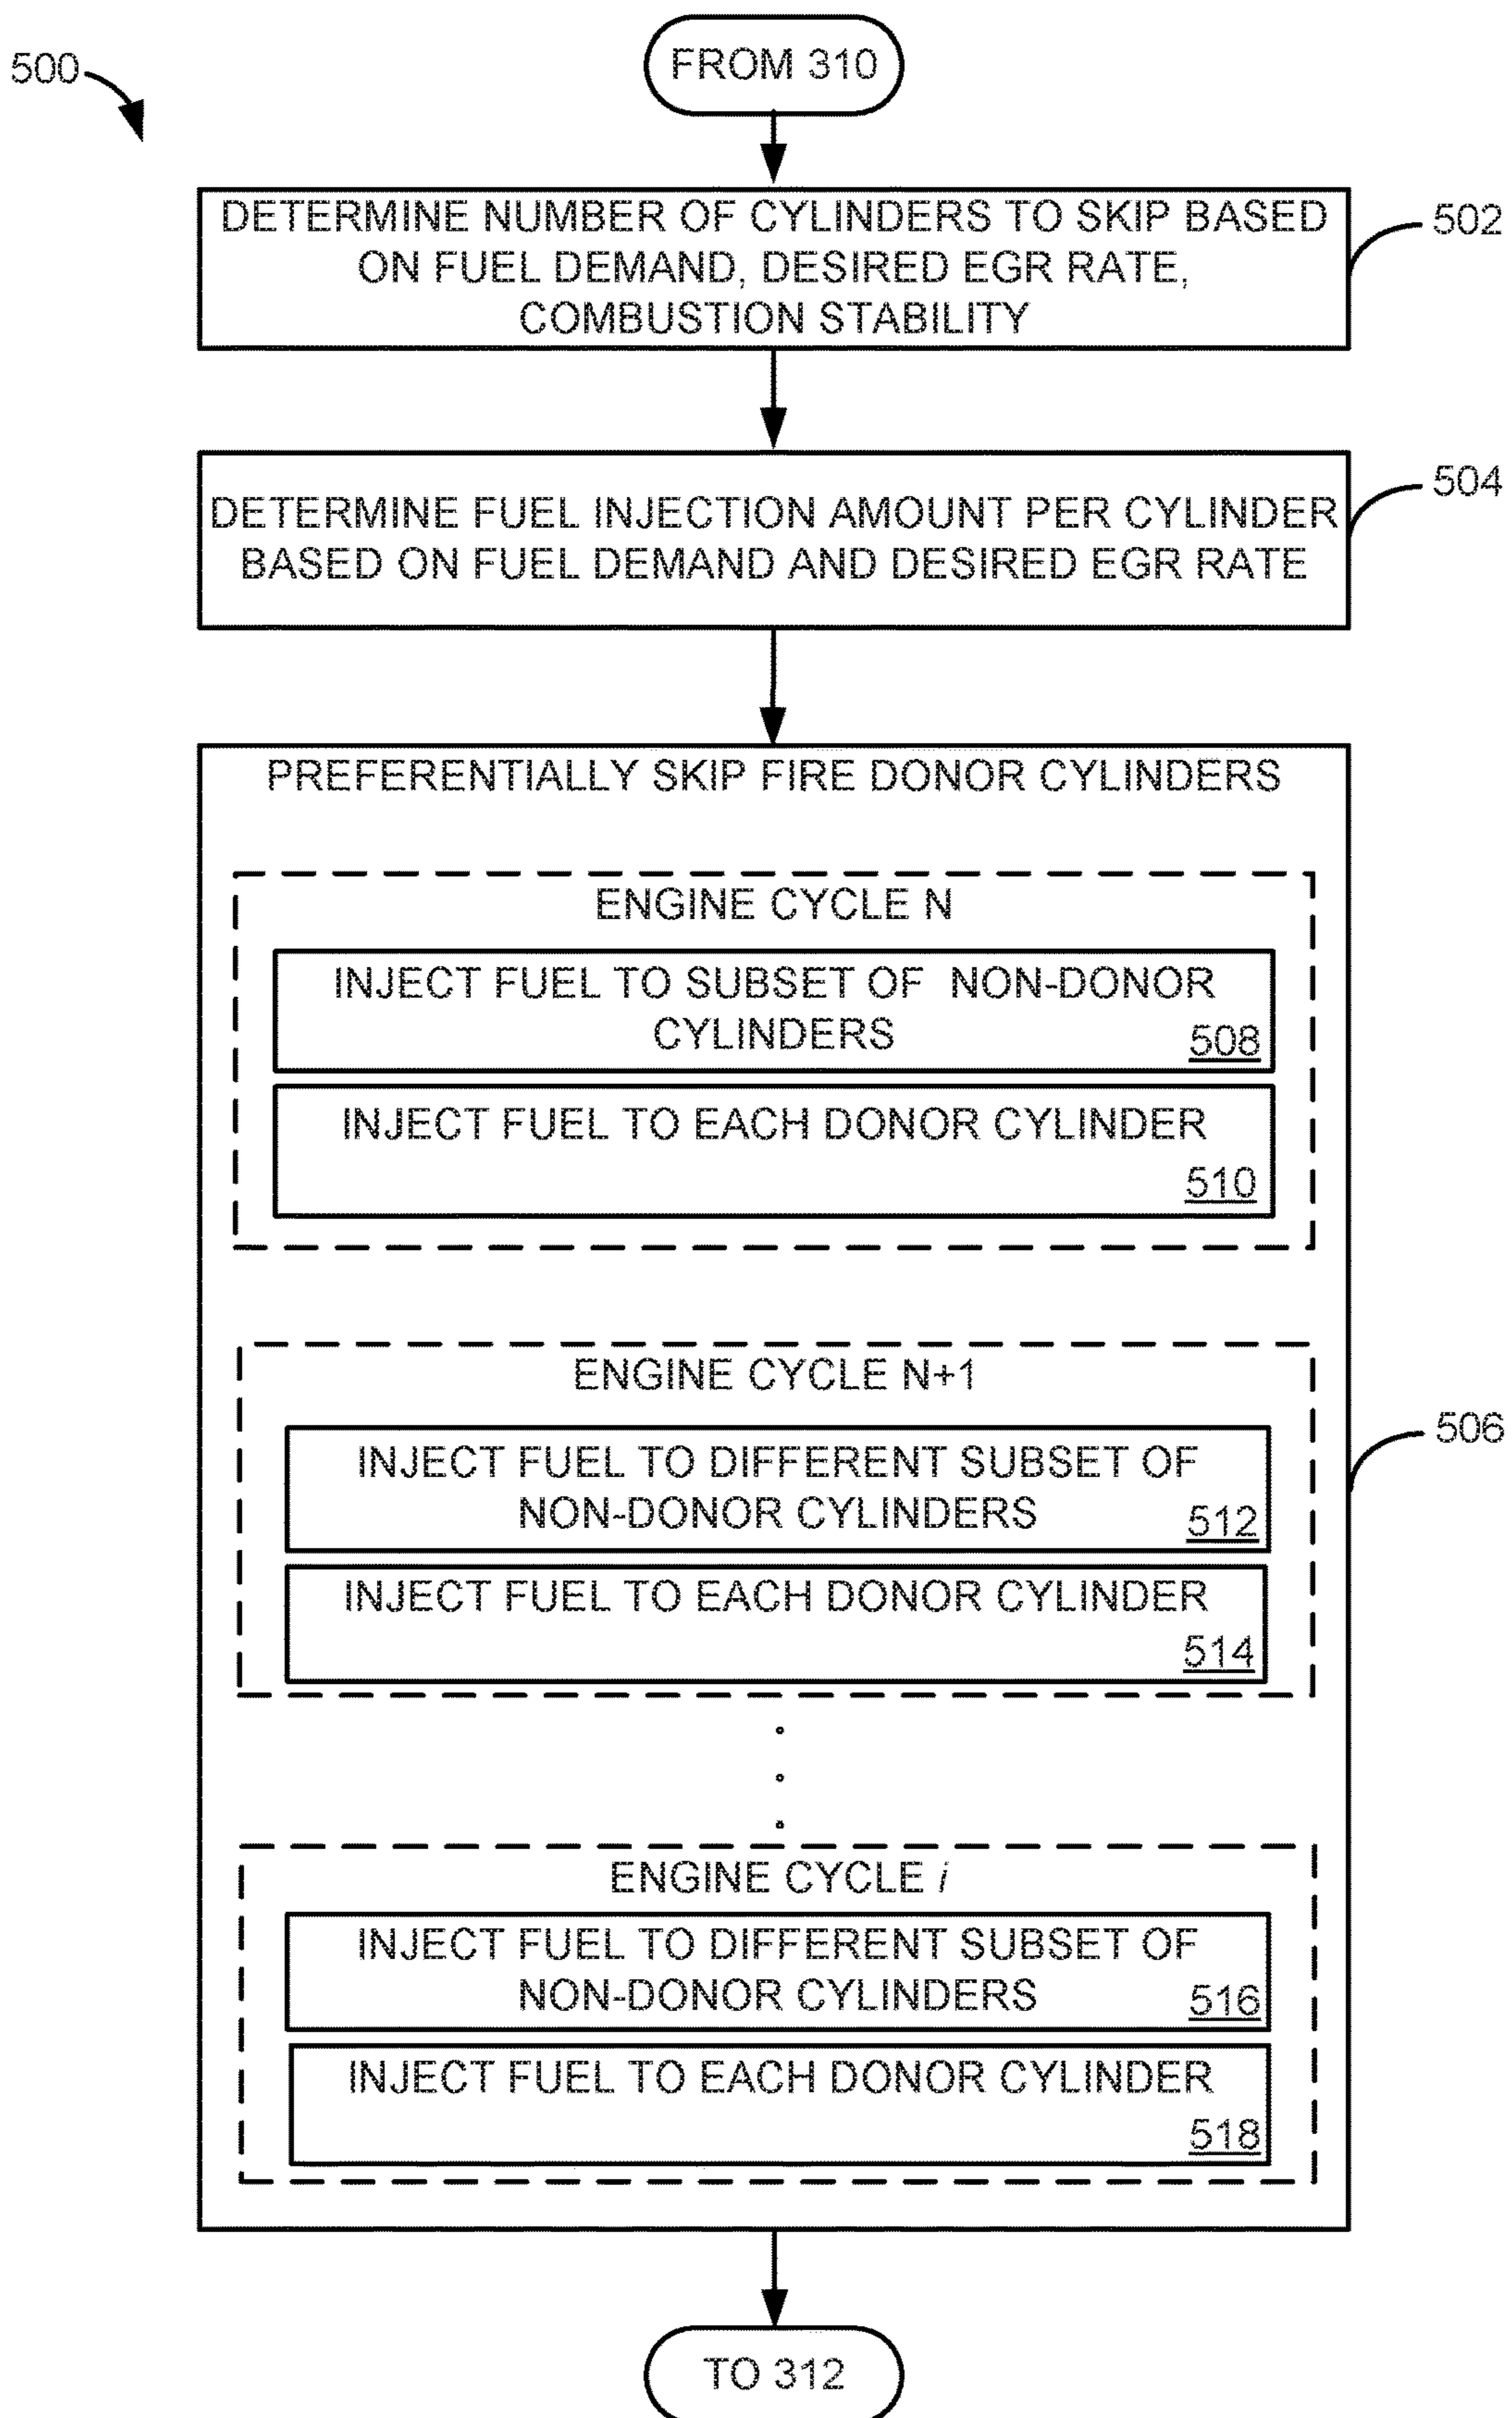 500
FROM 310
DETERMINE NUMBER OF CYLINDERS TO SKIP BASED
ON FUEL DEMAND, DESIRED EGR RATE,
COMBUSTION STABILITY
502
DETERMINE FUEL INJECTION AMOUNT PER CYLINDER
BASED ON FUEL DEMAND AND DESIRED EGR RATE
504
PREFERENTIALLY SKIP FIRE DONOR CYLINDERS
ENGINE CYCLE N
INJECT FUEL TO SUBSET OF NON-DONOR
CYLINDERS
508
INJECT FUEL TO EACH DONOR CYLINDER
510
ENGINE CYCLE N+1
INJECT FUEL TO DIFFERENT SUBSET OF
NON-DONOR CYLINDERS
512
INJECT FUEL TO EACH DONOR CYLINDER
514
506
ENGINE CYCLE i
INJECT FUEL TO DIFFERENT SUBSET OF
NON-DONOR CYLINDERS
516
INJECT FUEL TO EACH DONOR CYLINDER
518
TO 312